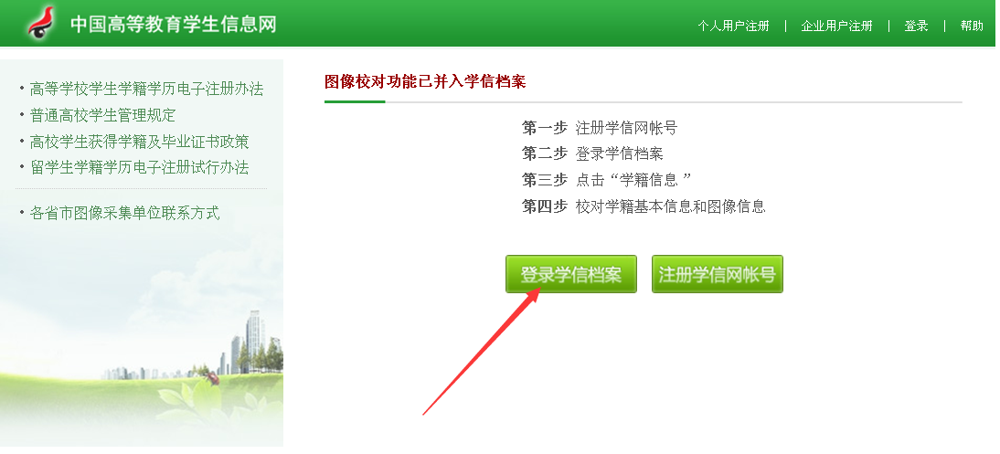 中国高等教育学生信息网
个人用户注册 | 企业用户注册 | 登录 | 帮助
• 高等学校学生学籍学历电子注册办法
• 普通高校学生管理规定
• 高校学生获得学籍及毕业证书政策
• 留学生学籍学历电子注册试行办法
• 各省市图像采集单位联系方式
图像校对功能已并入学信档案
第一步 注册学信网帐号
第二步 登录学信档案
第三步 点击“学籍信息 ”
第四步 校对学籍基本信息和图像信息
登录学信档案 注册学信网帐号